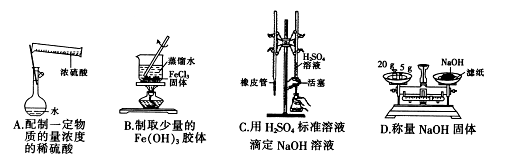 浓硫酸
水
A.配制一定物
质的量浓度
的稀硫酸
蒸馏水
FeCl₃
固体
B.制取少量的
Fe(OH)₃胶体
H₂SO₄
溶液
橡皮管
活塞
C.用H₂SO₄标准溶液
滴定NaOH溶液
20 g 5 g
NaOH
滤纸
D.称量NaOH固体